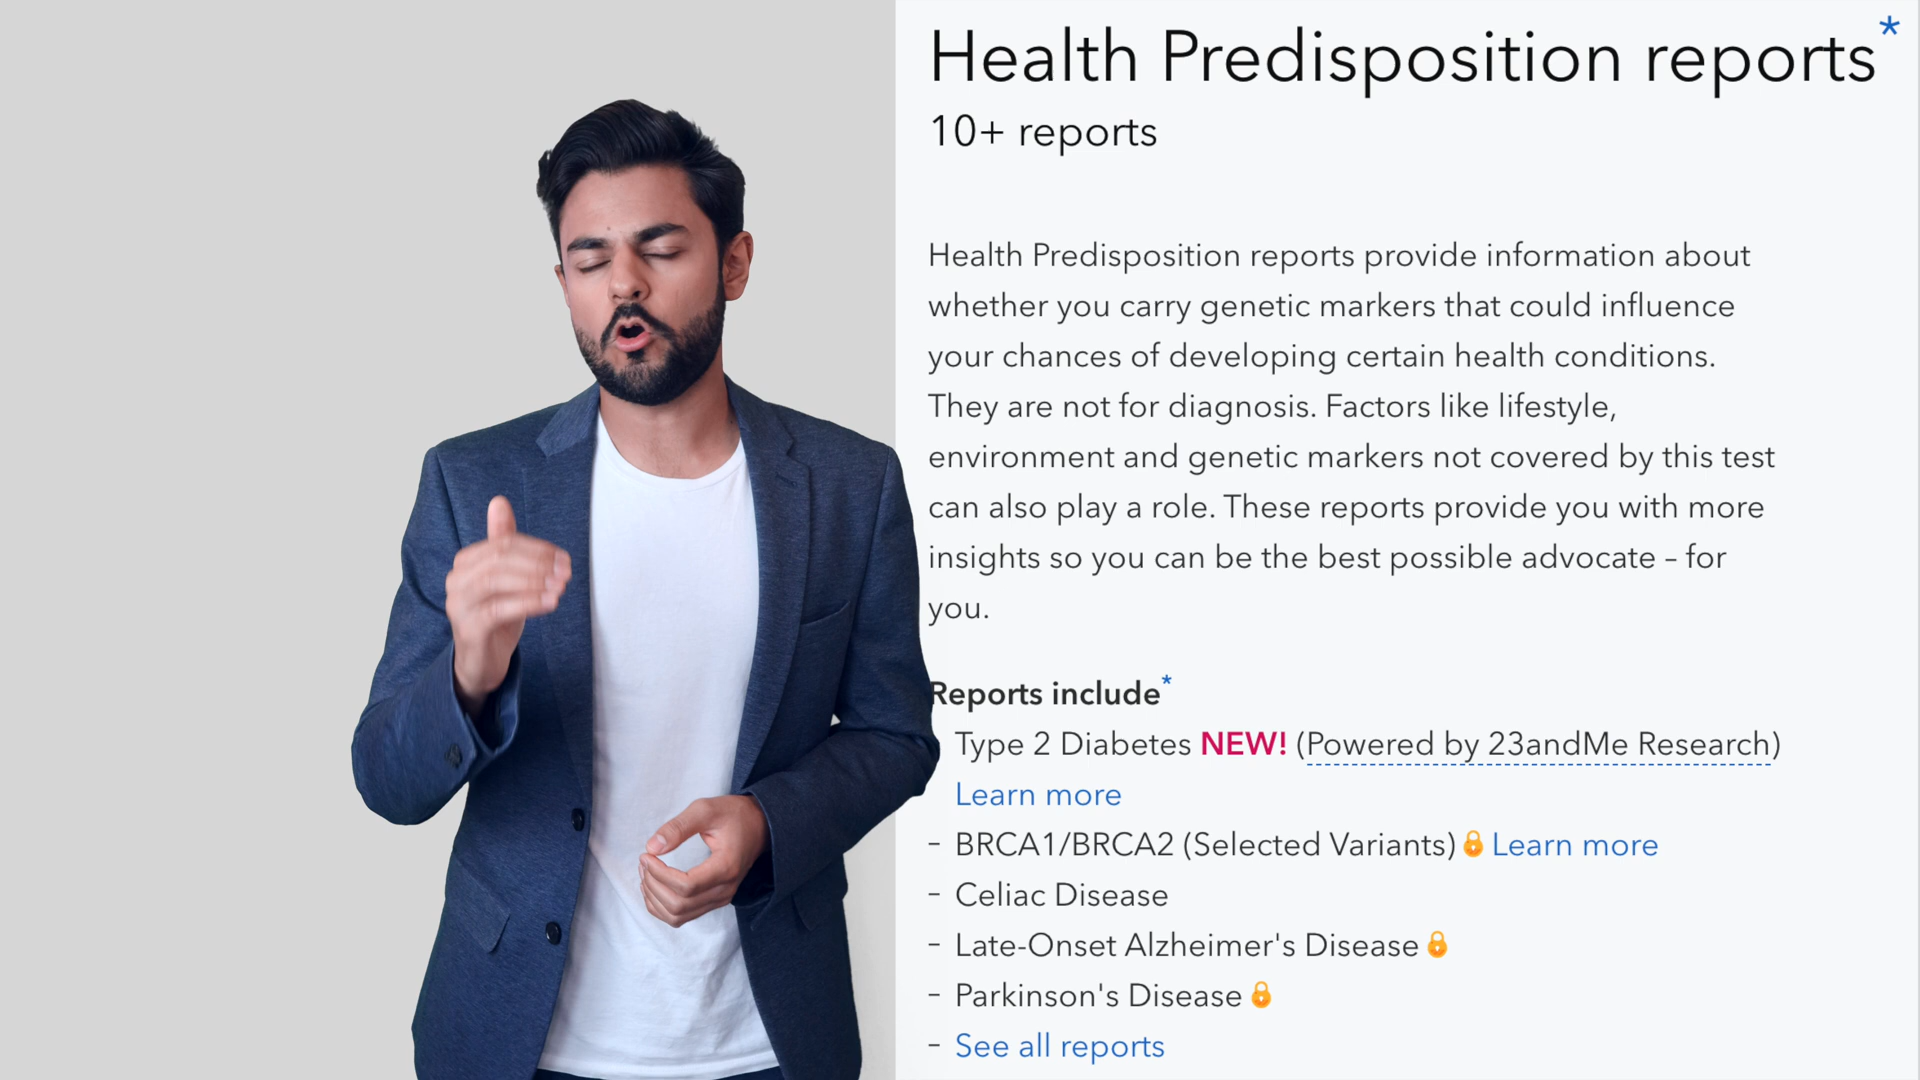 Health Predisposition reports*
10+ reports
Health Predisposition reports provide information about
whether you carry genetic markers that could influence
your chances of developing certain health conditions.
They are not for diagnosis. Factors like lifestyle,
environment and genetic markers not covered by this test
can also play a role. These reports provide you with more
insights so you can be the best possible advocate – for
you.
Reports include*
Type 2 Diabetes NEW! (Powered by 23andMe Research)
Learn more
- BRCA1/BRCA2 (Selected Variants) Learn more
- Celiac Disease
- Late-Onset Alzheimer's Disease
- Parkinson's Disease
- See all reports